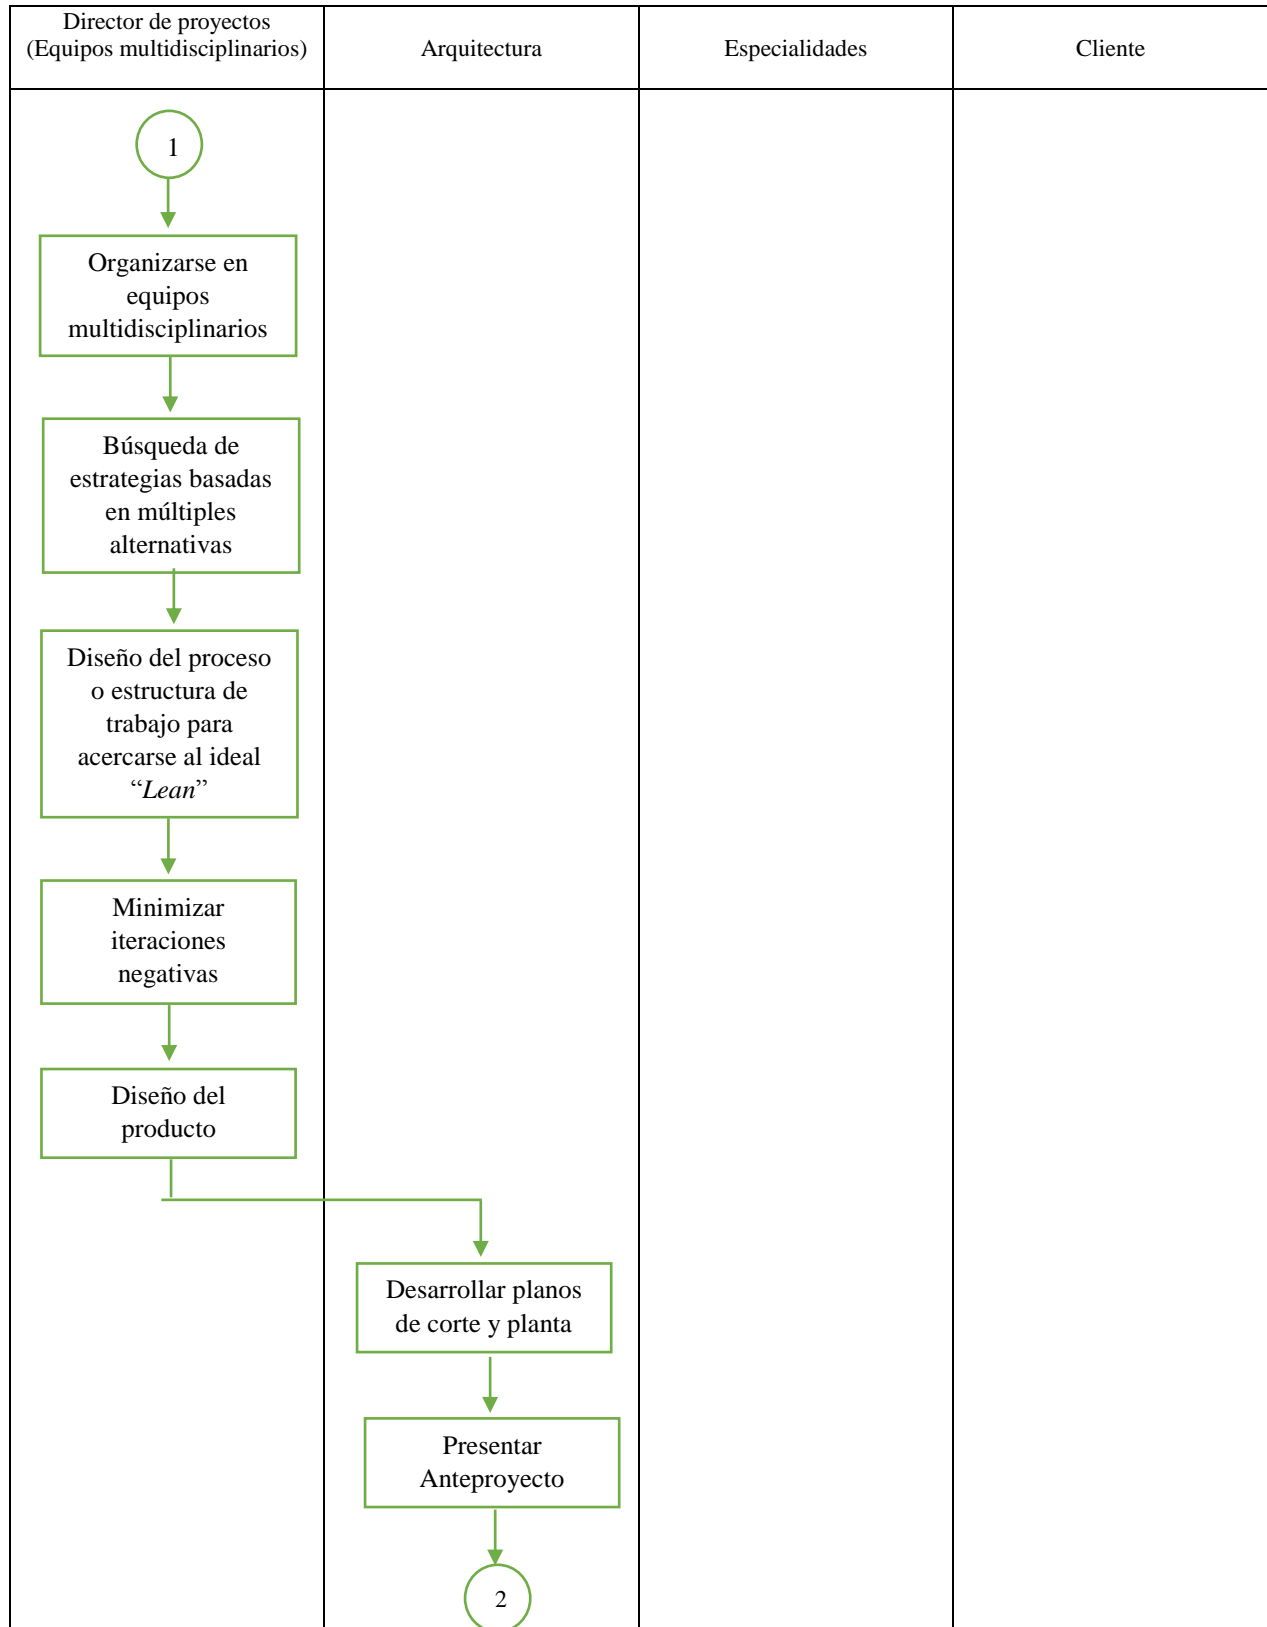 Director de proyectos
(Equipos multidisciplinarios)
Arquitectura
Especialidades
Cliente
1
Organizarse en
equipos
multidisciplinarios
Búsqueda de
estrategias basadas
en múltiples
alternativas
Diseño del proceso
o estructura de
trabajo para
acercarse al ideal
“Lean”
Minimizar
iteraciones
negativas
Diseño del
producto
Desarrollar planos
de corte y planta
Presentar
Anteproyecto
2